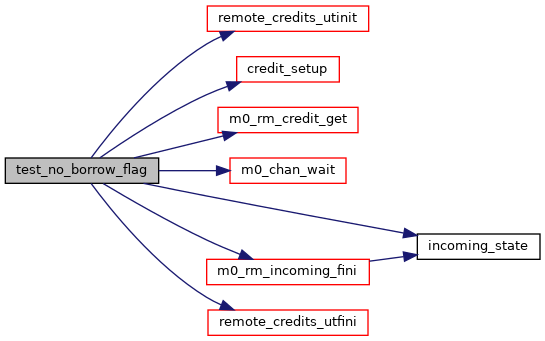 remote_credits_utinit
credit_setup
m0_rm_credit_get
test_no_borrow_flag
m0_chan_wait
incoming_state
m0_rm_incoming_fini
remote_credits_utfini